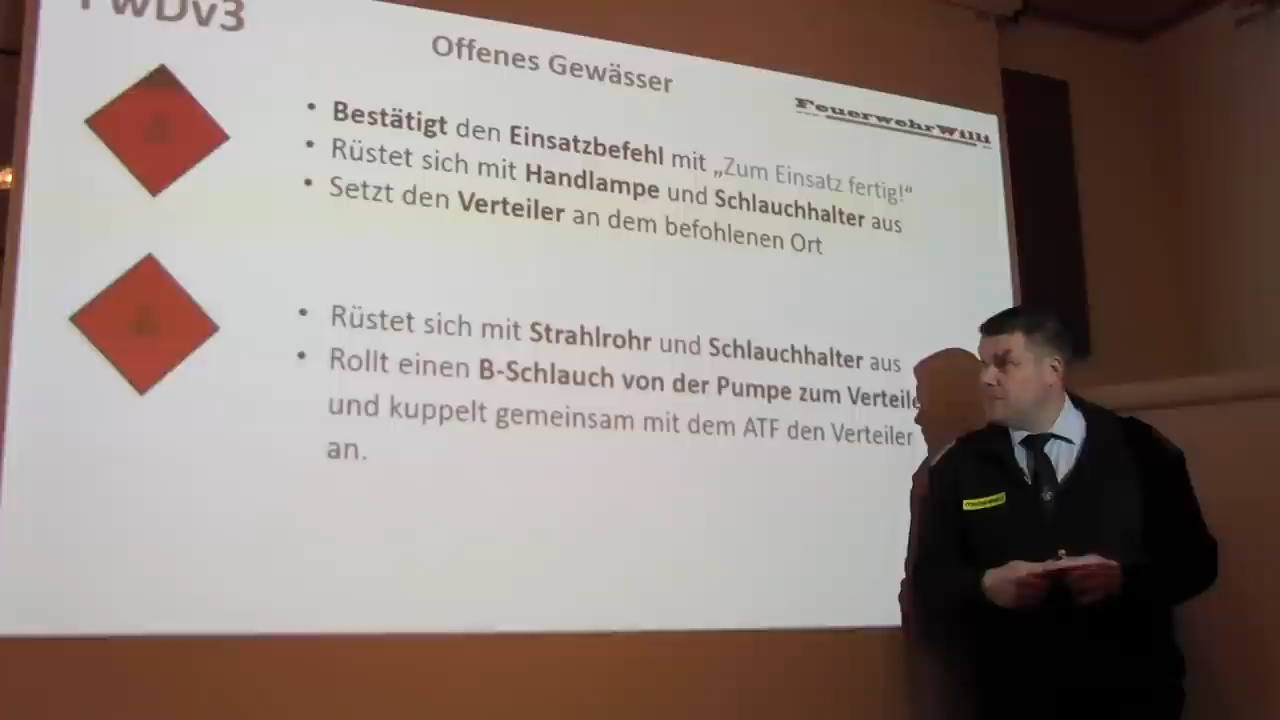 FwDv3
Offenes Gewässer
FeuerwehrWilli
• Bestätigt den Einsatzbefehl mit „Zum Einsatz fertig!“
• Rüstet sich mit Handlampe und Schlauchhalter aus
• Setzt den Verteiler an dem befohlenen Ort
• Rüstet sich mit Strahlrohr und Schlauchhalter aus
• Rollt einen B-Schlauch von der Pumpe zum Verteile
und kuppelt gemeinsam mit dem ATF den Verteiler
an.